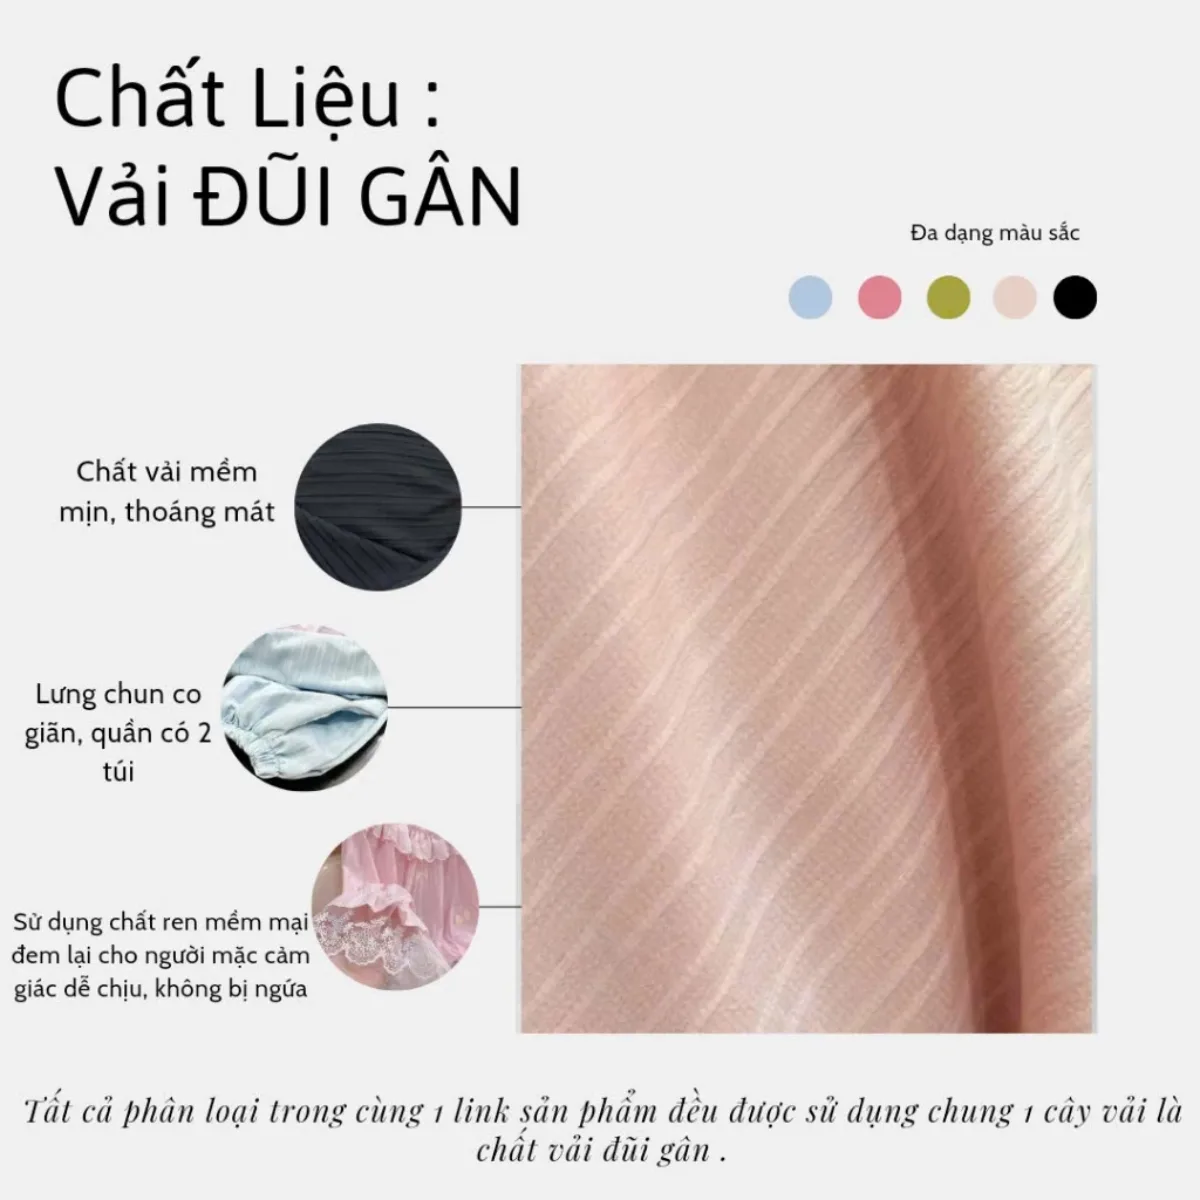 Chất Liệu :
Vải ĐŨI GÂN
Đa dạng màu sắc
Chất vải mềm
mịn, thoáng mát
Lưng chun co
giãn, quần có 2
túi
Sử dụng chất ren mềm mại
đem lại cho người mặc cảm
giác dễ chịu, không bị ngứa
Tất cả phân loại trong cùng 1 link sản phẩm đều được sử dụng chung 1 cây vải là
chất vải đũi gân .